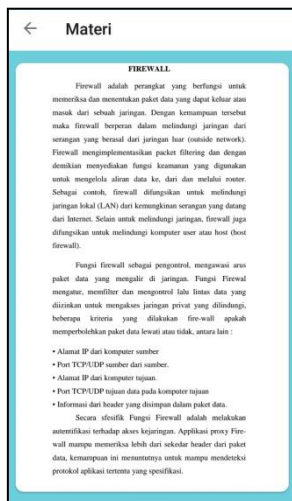 Materi
FIREWALL
Firewall adalah perangkat yang berfungsi untuk
memeriksa dan menentukan paket data yang dapat keluar atau
masuk dari sebuah jaringan. Dengan kemampuan tersebut
maka firewall berperan dalam melindungi jaringan dari
serangan yang berasal dari jaringan luar (outside network).
Firewall mengimplementasikan packet filtering dan dengan
demikian menyediakan fungsi keamanan yang digunakan
untuk mengelola aliran data ke, dari dan melalui router.
Sebagai contoh, firewall difungsikan untuk melindungi
jaringan lokal (LAN) dari kemungkinan serangan yang datang
dari Internet. Selain untuk melindungi jaringan, firewall juga
difungsikan untuk melindungi komputer user atau host (host
firewall).
Fungsi firewall sebagai pengontrol, mengawasi arus
paket data yang mengalir di jaringan. Fungsi Firewal
mengatur, memfilter dan mengontrol lalu lintas data yang
diizinkan untuk mengakses jaringan privat yang dilindungi,
beberapa kriteria yang dilakukan fire-wall apakah
memperbolehkan paket data lewati atau tidak, antara lain :
• Alamat IP dari komputer sumber
• Port TCP/UDP sumber dari sumber.
• Alamat IP dari komputer tujuan.
• Port TCP/UDP tujuan data pada komputer tujuan
• Informasi dari header yang disimpan dalam paket data.
Secara sfesifik Fungsi Firewall adalah melakukan
autentifikasi terhadap akses kejaringan. Applikasi proxy Fire-
wall mampu memeriksa lebih dari sekedar header dari paket
data, kemampuan ini menuntutnya untuk mampu mendeteksi
protokol aplikasi tertentu yang spesifikasi.